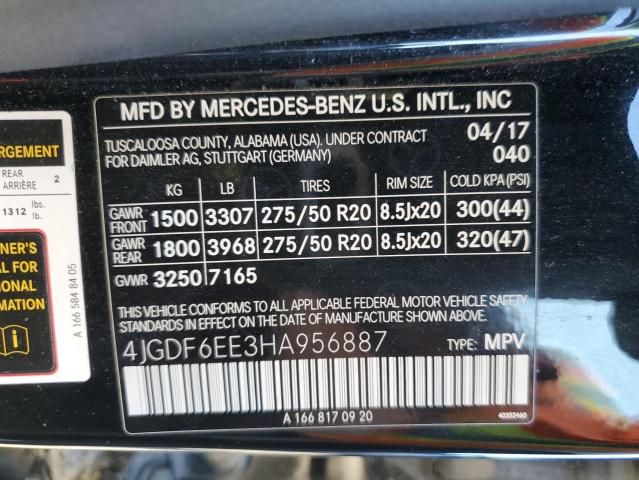 ARGEMENT
REAR
ARRIÈRE 2
1312 lbs.
lb.
NER'S
AL FOR
SONAL
MATION
A 166 584 84 05
MFD BY MERCEDES-BENZ U.S. INTL., INC
TUSCALOOSA COUNTY, ALABAMA (USA). UNDER CONTRACT 04/17
FOR DAIMLER AG, STUTTGART (GERMANY) 040
KG LB TIRES RIM SIZE COLD KPA(PSI)
GAWR FRONT 1500 3307 275/50 R20 8.5Jx20 300(44)
GAWR REAR 1800 3968 275/50 R20 8.5Jx20 320(47)
GVWR 3250 7165
THIS VEHICLE CONFORMS TO ALL APPLICABLE FEDERAL MOTOR VEHICLE SAFETY
STANDARDS IN EFFECT ON THE DATE OF MANUFACTURE SHOWN ABOVE.
4JGDF6EE3HA956887 TYPE: MPV
A 166 817 09 20
40352460